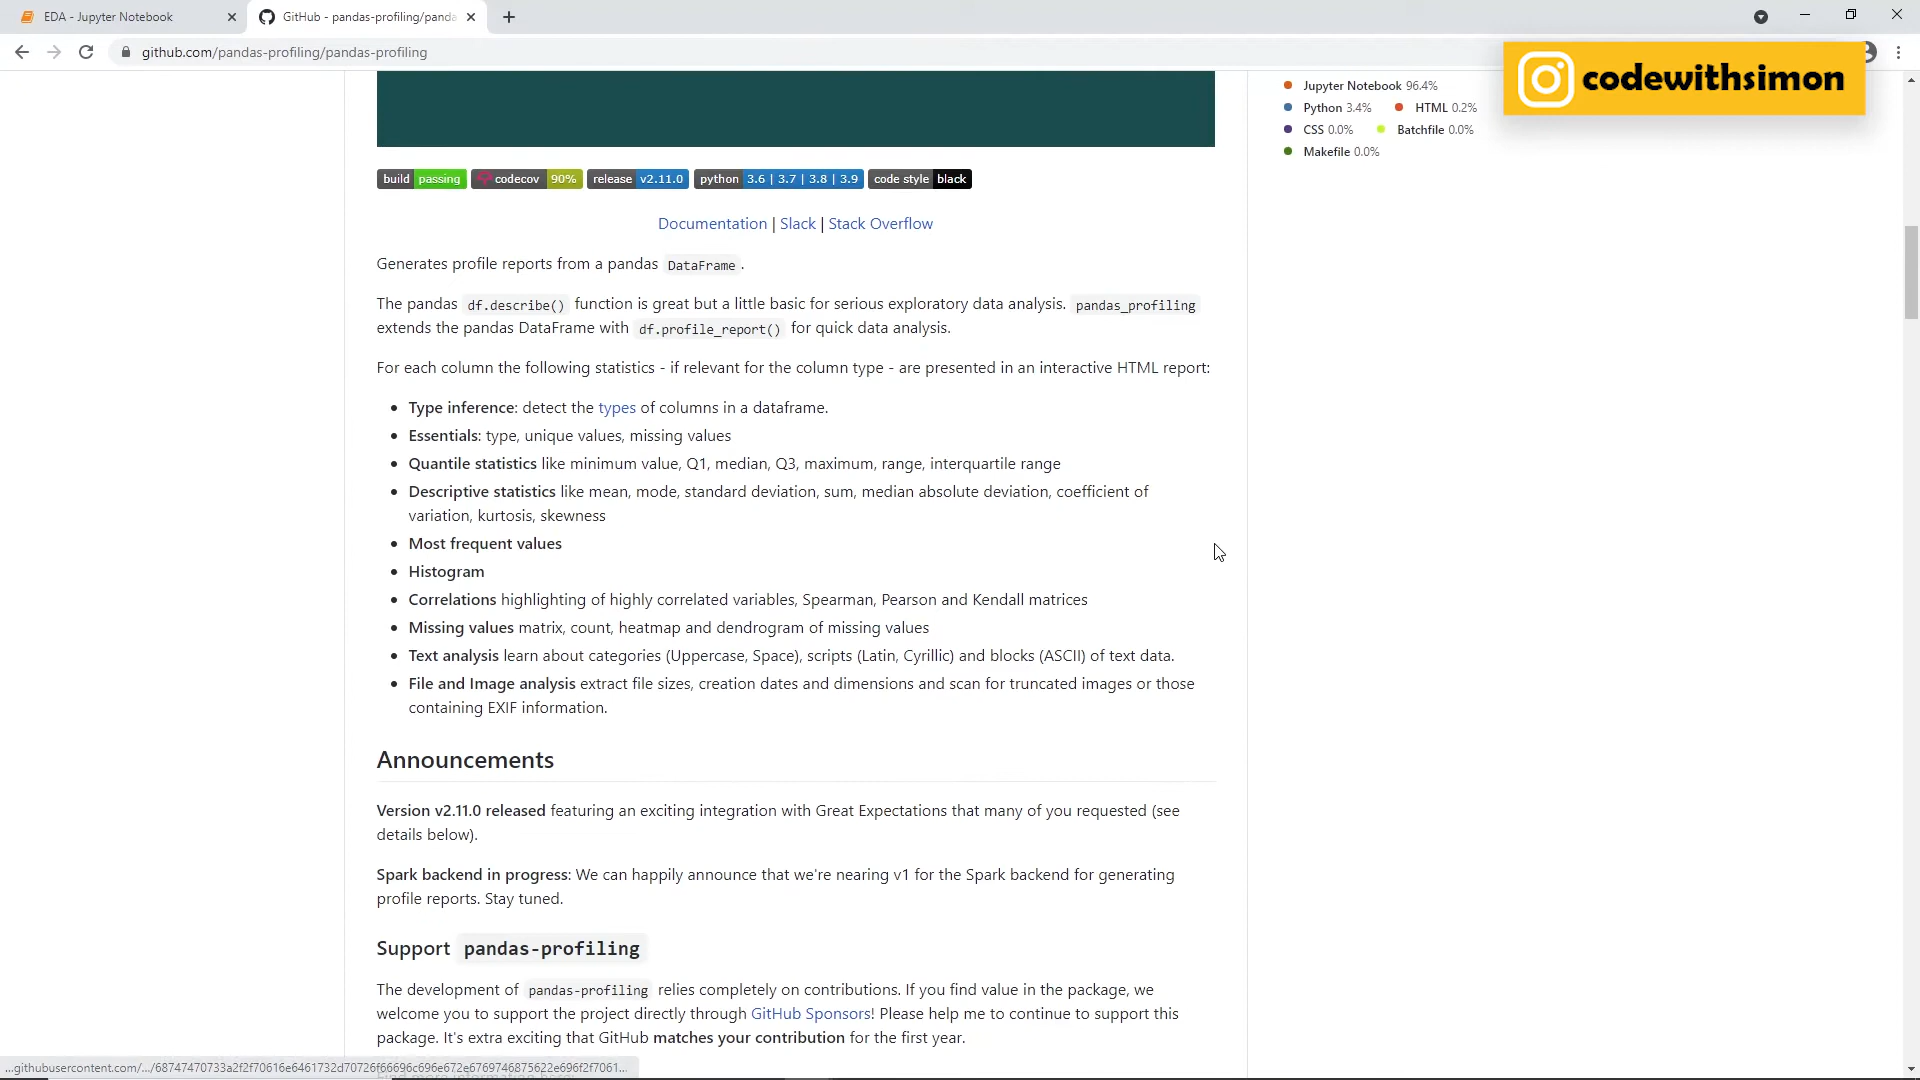 EDA - Jupyter Notebook
GitHub - pandas-profiling/panda
github.com/pandas-profiling/pandas-profiling
codewithsimon
Jupyter Notebook 96.4%
Python 3.4% HTML 0.2%
CSS 0.0% Batchfile 0.0%
Makefile 0.0%
build passing codecov 90% release v2.11.0 python 3.6 | 3.7 | 3.8 | 3.9 code style black
Documentation | Slack | Stack Overflow
Generates profile reports from a pandas DataFrame .
The pandas df.describe() function is great but a little basic for serious exploratory data analysis. pandas_profiling
extends the pandas DataFrame with df.profile_report() for quick data analysis.
For each column the following statistics - if relevant for the column type - are presented in an interactive HTML report:
• Type inference: detect the types of columns in a dataframe.
• Essentials: type, unique values, missing values
• Quantile statistics like minimum value, Q1, median, Q3, maximum, range, interquartile range
• Descriptive statistics like mean, mode, standard deviation, sum, median absolute deviation, coefficient of
variation, kurtosis, skewness
• Most frequent values
• Histogram
• Correlations highlighting of highly correlated variables, Spearman, Pearson and Kendall matrices
• Missing values matrix, count, heatmap and dendrogram of missing values
• Text analysis learn about categories (Uppercase, Space), scripts (Latin, Cyrillic) and blocks (ASCII) of text data.
• File and Image analysis extract file sizes, creation dates and dimensions and scan for truncated images or those
containing EXIF information.
Announcements
Version v2.11.0 released featuring an exciting integration with Great Expectations that many of you requested (see
details below).
Spark backend in progress: We can happily announce that we're nearing v1 for the Spark backend for generating
profile reports. Stay tuned.
Support pandas-profiling
The development of pandas-profiling relies completely on contributions. If you find value in the package, we
welcome you to support the project directly through GitHub Sponsors! Please help me to continue to support this
package. It's extra exciting that GitHub matches your contribution for the first year.